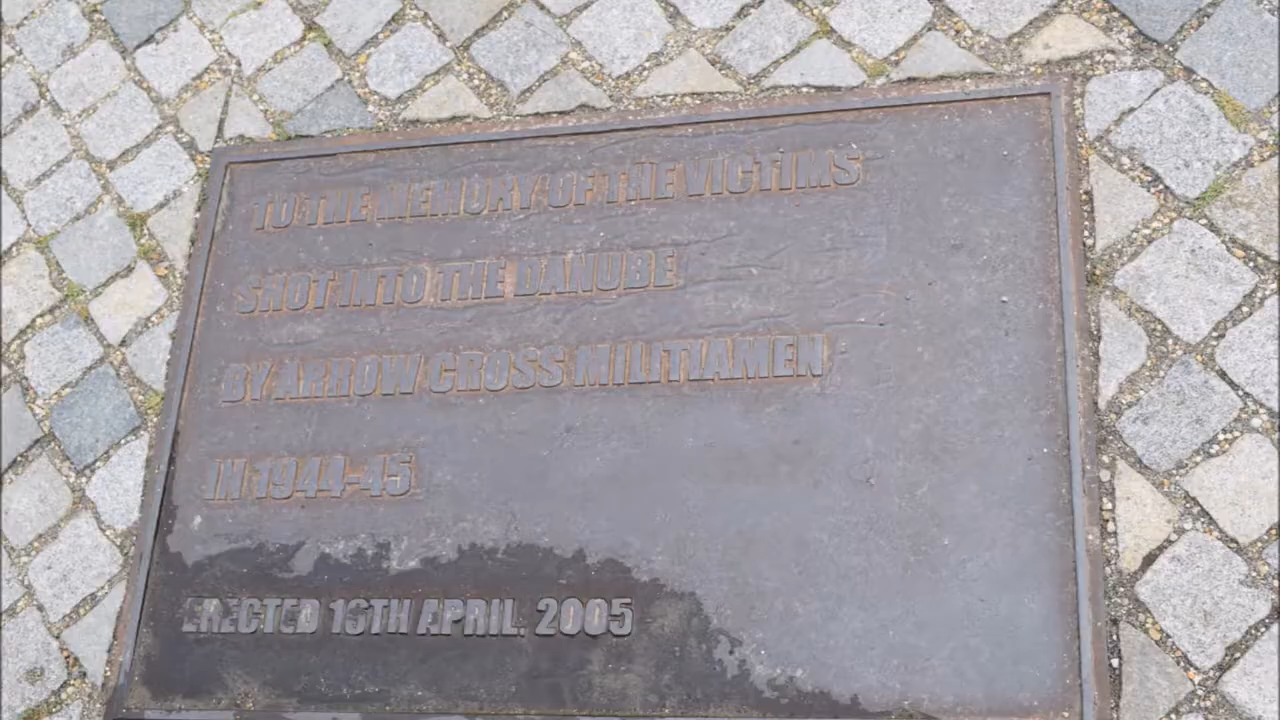 TO THE MEMORY OF THE VICTIMS
SHOT INTO THE DANUBE
BY ARROW CROSS MILITIAMEN
IN 1944-45
ERECTED 16TH APRIL, 2005